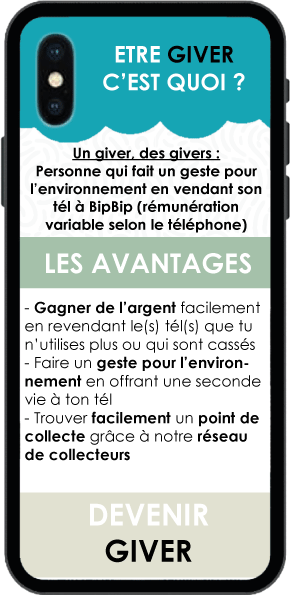 ETRE GIVER
C’EST QUOI ?
Un giver, des givers :
Personne qui fait un geste pour
l’environnement en vendant son
tél à BipBip (rémunération
variable selon le téléphone)
LES AVANTAGES
- Gagner de l’argent facilement
en revendant le(s) tél(s) que tu
n’utilises plus ou qui sont cassés
- Faire un geste pour l’environ-
nement en offrant une seconde
vie à ton tél
- Trouver facilement un point de
collecte grâce à notre réseau
de collecteurs
DEVENIR
GIVER